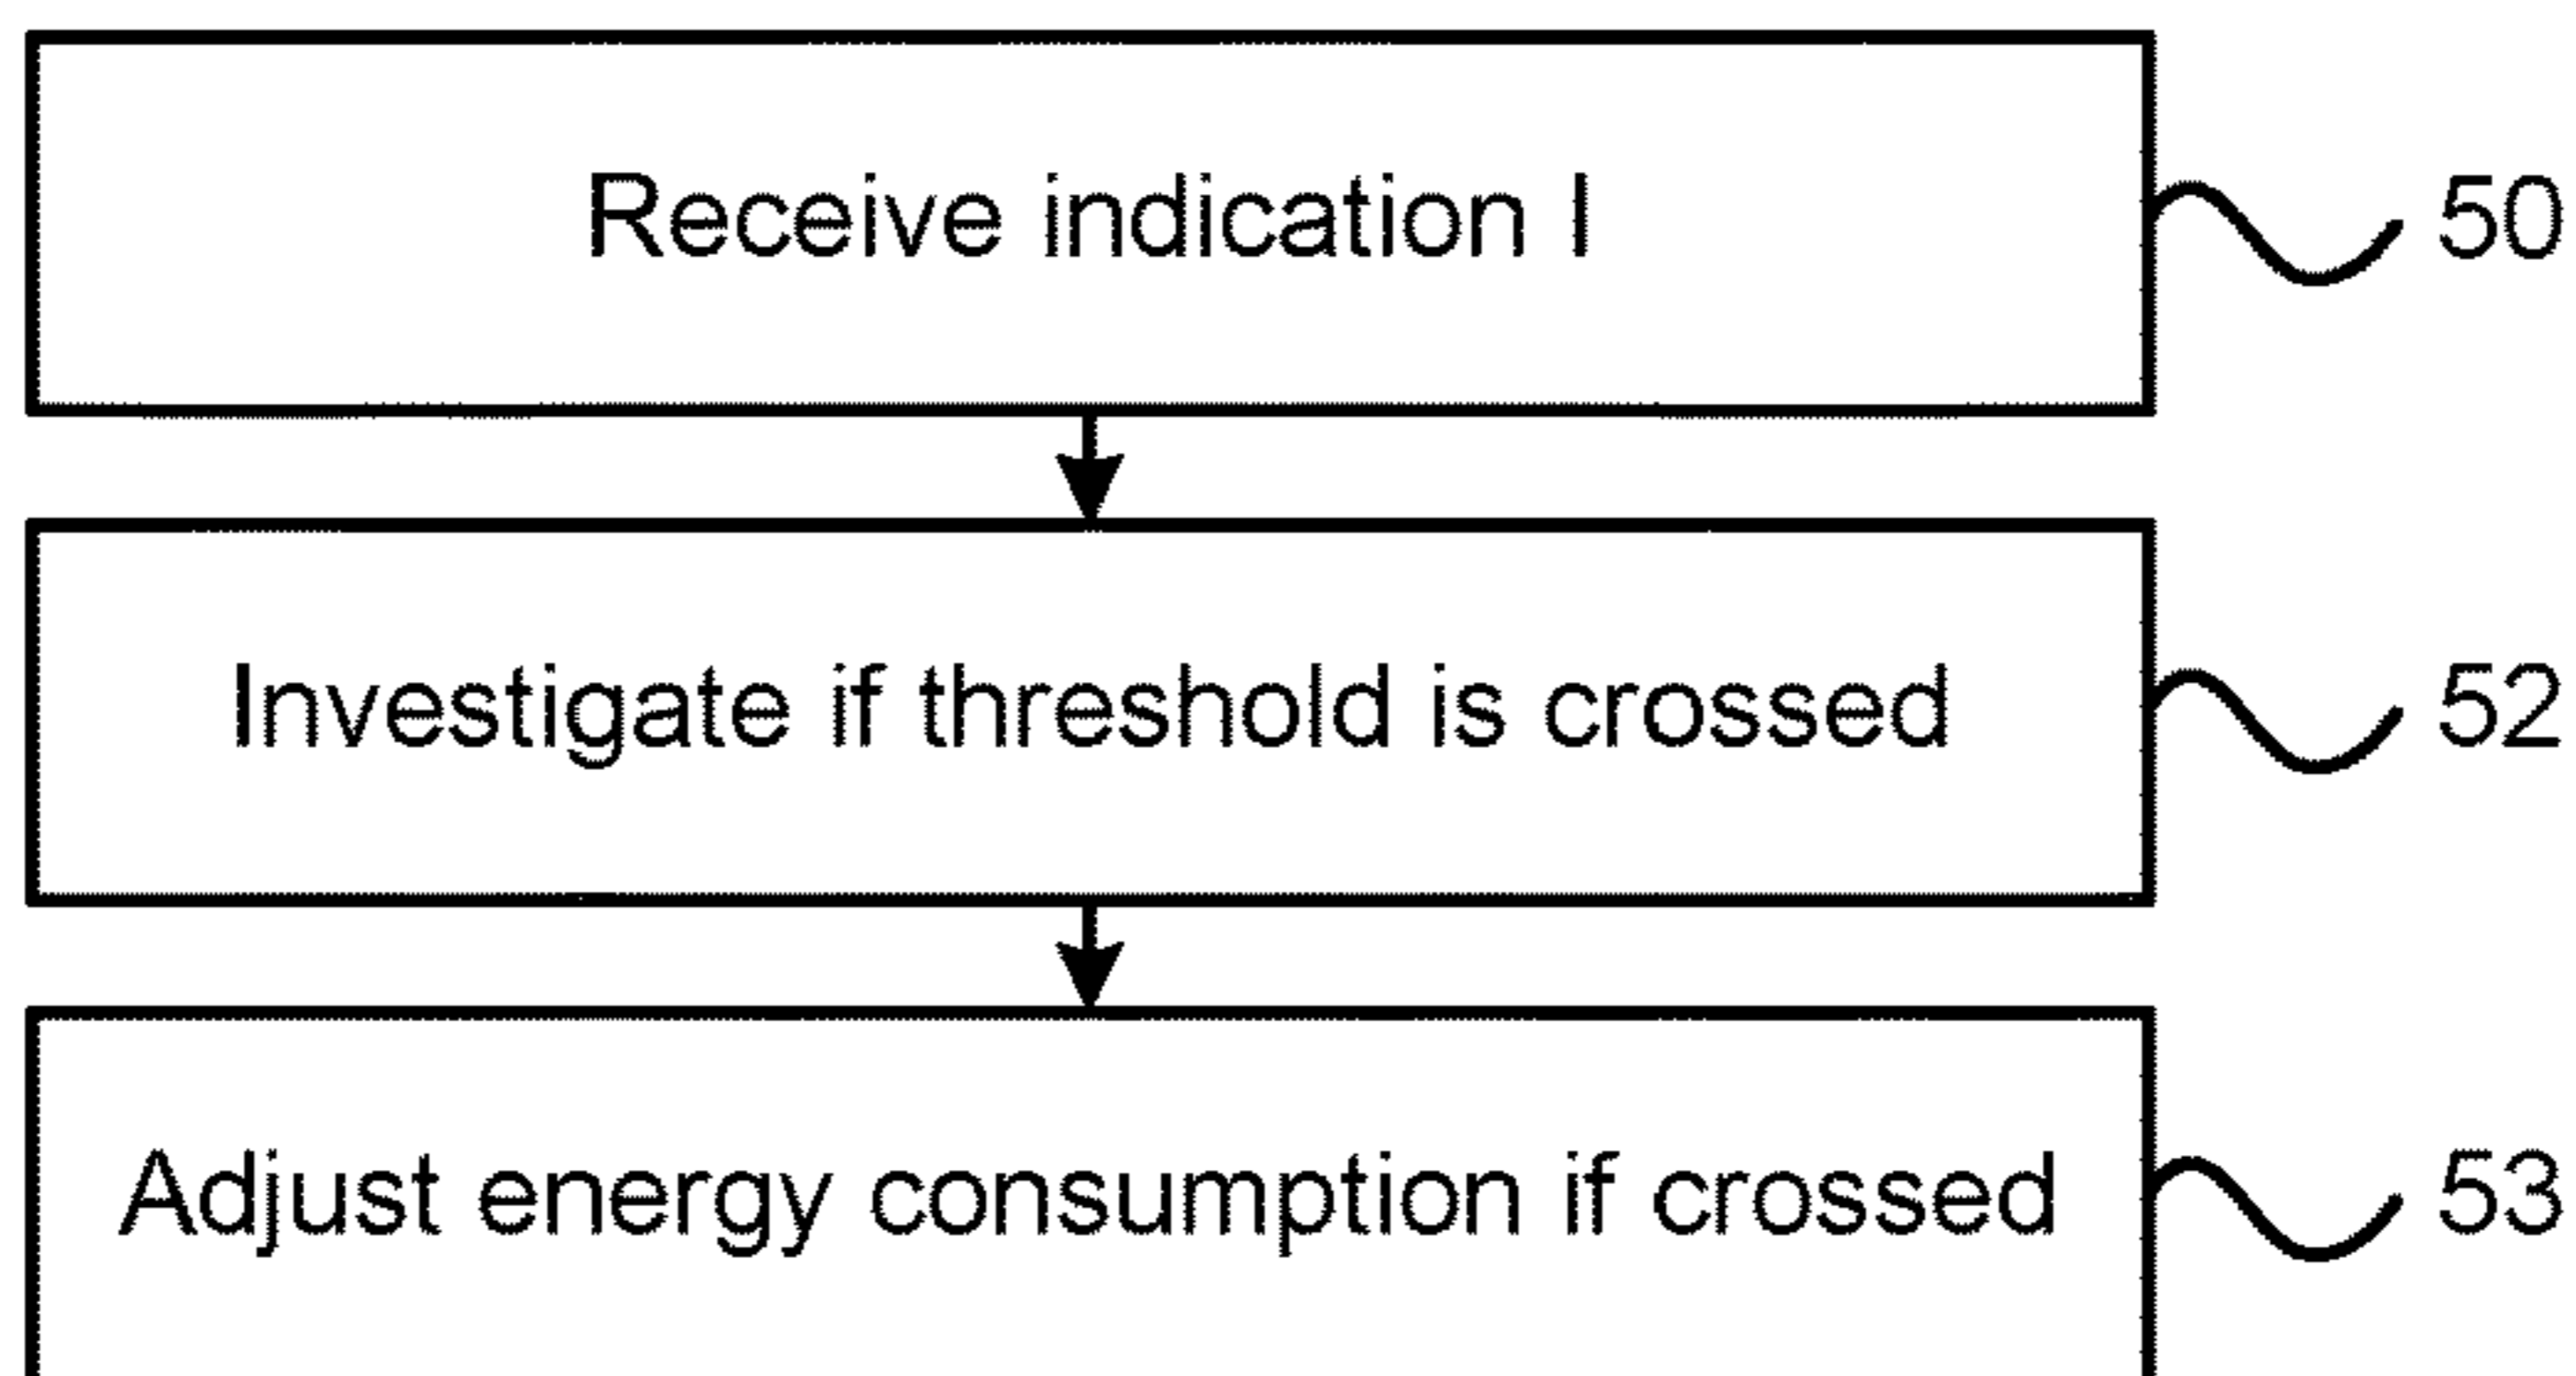 Receive indication I
50
Investigate if threshold is crossed
52
Adjust energy consumption if crossed
53